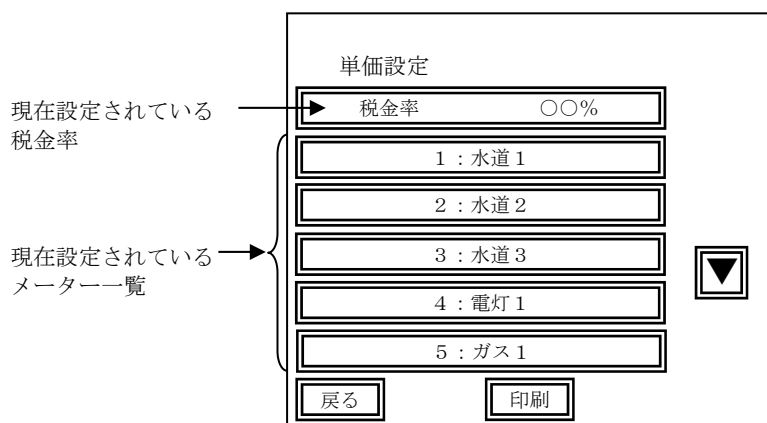 単価設定
現在設定されている
税金率
税金率 ○○%
1:水道1
2:水道2
現在設定されている
メーター一覧
3:水道3
▼
4:電灯1
5:ガス1
戻る
印刷